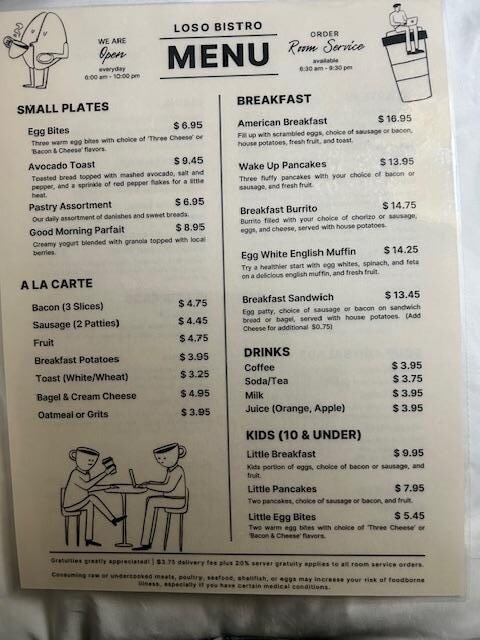 LOSO BISTRO
MENU
WE ARE
Open
everyday
6:00 am - 10:00 pm
ORDER
Room Service
available
6:30 am - 9:30 pm
SMALL PLATES
Egg Bites $ 6.95
Three warm egg bites with choice of 'Three Cheese' or
'Bacon & Cheese' flavors.
Avocado Toast $ 9.45
Toasted bread topped with mashed avocado, salt and
pepper, and a sprinkle of red pepper flakes for a little
heat.
Pastry Assortment $ 6.95
Our daily assortment of danishes and sweet breads.
Good Morning Parfait $ 8.95
Creamy yogurt blended with granola topped with local
berries.
A LA CARTE
Bacon (3 Slices) $ 4.75
Sausage (2 Patties) $ 4.45
Fruit $ 4.75
Breakfast Potatoes $ 3.95
Toast (White/Wheat) $ 3.25
Bagel & Cream Cheese $ 4.95
Oatmeal or Grits $ 3.95
BREAKFAST
American Breakfast $ 16.95
Fill up with scrambled eggs, choice of sausage or bacon,
house potatoes, fresh fruit, and toast.
Wake Up Pancakes $ 13.95
Three fluffy pancakes with your choice of bacon or
sausage, and fresh fruit.
Breakfast Burrito $ 14.75
Burrito filled with your choice of chorizo or sausage,
eggs, and cheese, served with house potatoes.
Egg White English Muffin $ 14.25
Try a healthier start with egg whites, spinach, and feta
on a delicious english muffin, and fresh fruit.
Breakfast Sandwich $ 13.45
Egg patty, choice of sausage or bacon on sandwich
bread or bagel, served with house potatoes. (Add
Cheese for additional $0.75)
DRINKS
Coffee $ 3.95
Soda/Tea $ 3.75
Milk $ 3.95
Juice (Orange, Apple) $ 3.95
KIDS (10 & UNDER)
Little Breakfast $ 9.95
Kids portion of eggs, choice of bacon or sausage, and
fruit.
Little Pancakes $ 7.95
Two pancakes, choice of sausage or bacon, and fruit.
Little Egg Bites $ 5.45
Two warm egg bites with choice of 'Three Cheese' or
'Bacon & Cheese' flavors.
Gratuities greatly appreciated! | $3.75 delivery fee plus 20% server gratuity applies to all room service orders.
Consuming raw or undercooked meats, poultry, seafood, shellfish, or eggs may increase your risk of foodborne
illness, especially if you have certain medical conditions.